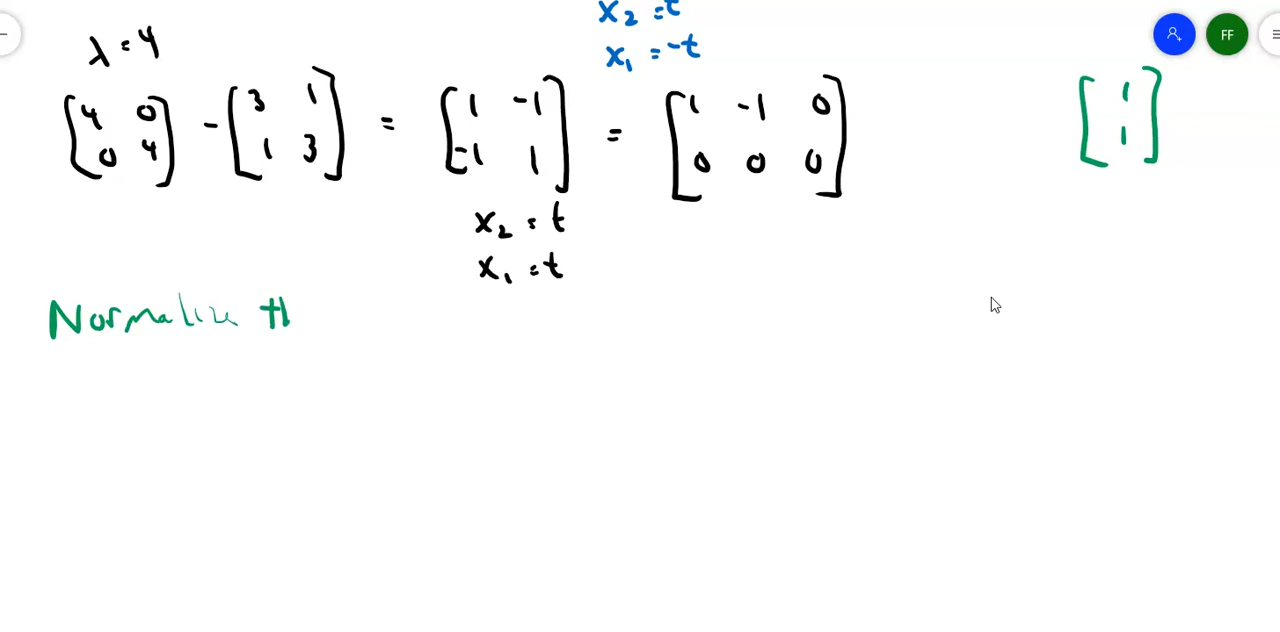 x₂ = t
λ = 4
x₁ = -t
[4 0; 0 4] - [3 1; 1 3] = [1 -1; -1 1] = [1 -1 0; 0 0 0] [1; 1]
x₂ = t
x₁ = t
Normalize th
FF